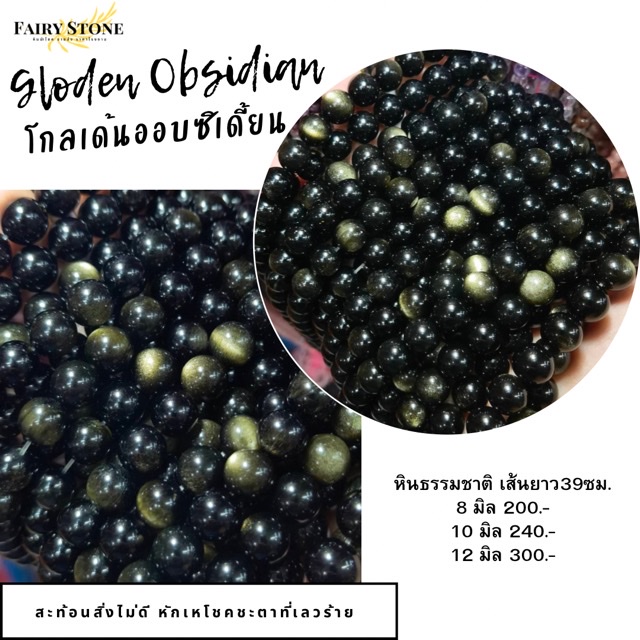 FAIRY STONE
Gloden Obsidian
โกลเด้นออบซิเดี้ยน
หินธรรมชาติ เส้นยาว39ซม.
8 มิล 200.-
10 มิล 240.-
12 มิล 300.-
สะท้อนสิ่งไม่ดี หักเหโชคชะตาที่เลวร้าย